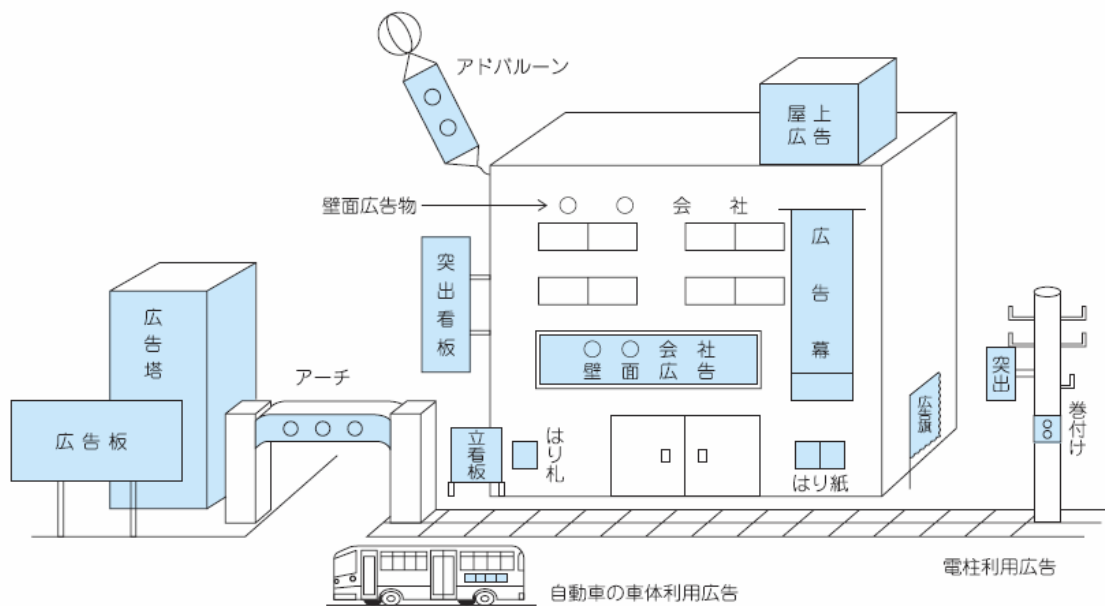 アドバルーン
屋上
広告
壁面広告物
○ ○ 会 社
広告幕
突出看板
広告塔
○○会社
壁面広告
突出
アーチ
○○○
広告板
立看板
はり札
はり紙
広告旗
巻付け
○○
○○
電柱利用広告
自動車の車体利用広告